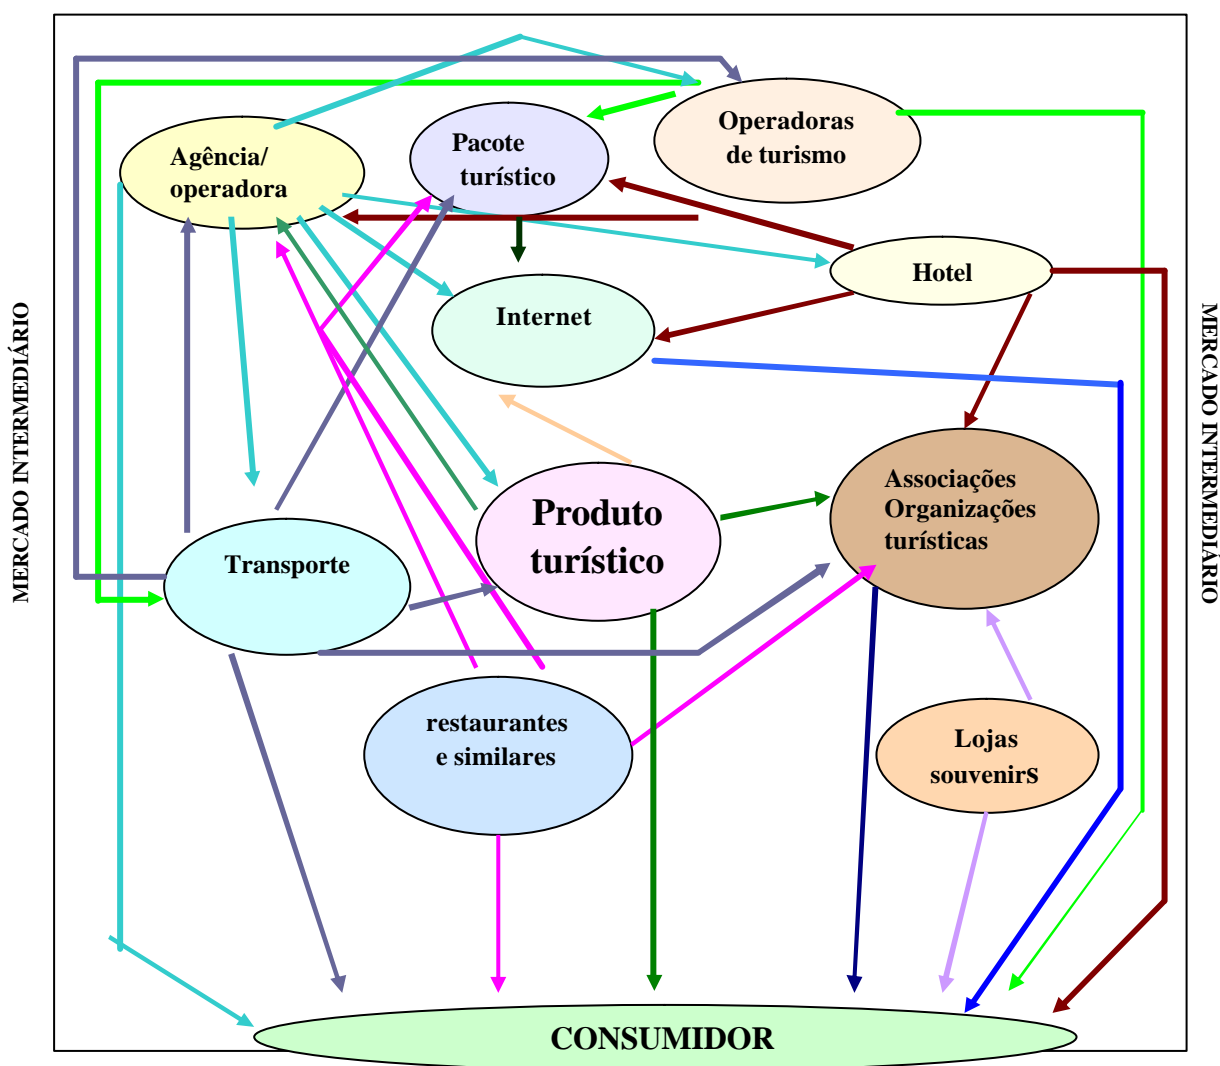 Operadoras
de turismo
Pacote
turístico
Agência/
operadora
Hotel
Internet
MERCADO INTERMEDIÁRIO
MERCADO INTERMEDIÁRIO
Associações
Organizações
turísticas
Produto
turístico
Transporte
restaurantes
e similares
Lojas
souvenirs
CONSUMIDOR